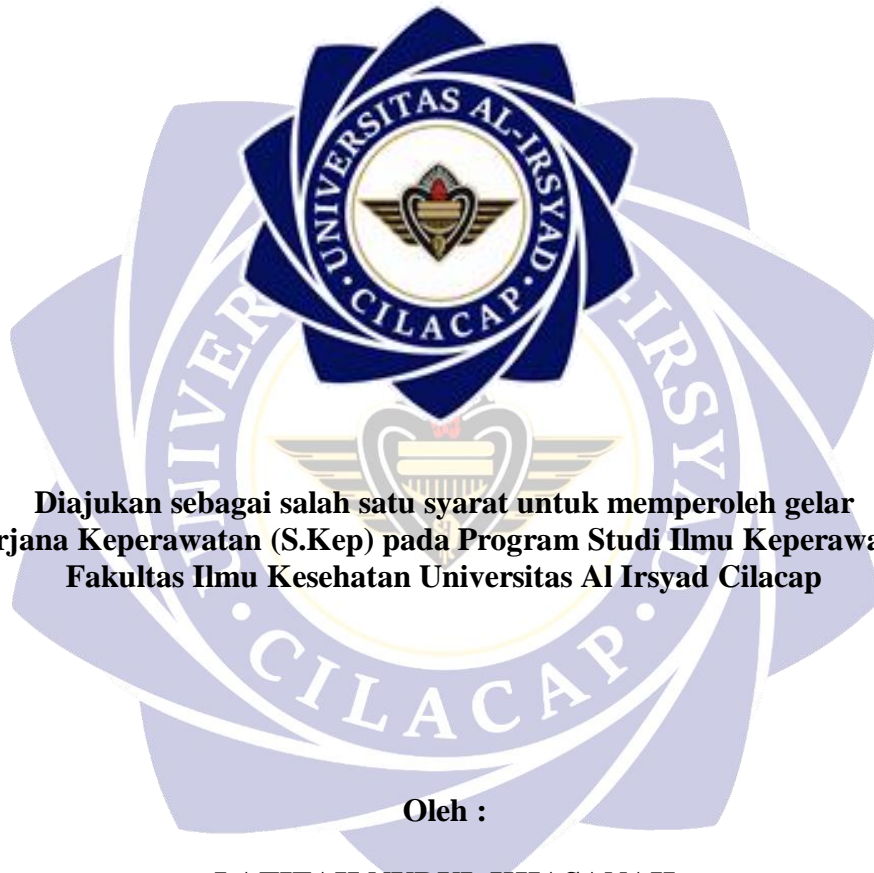 UNIVERSITAS AL-IRSYAD
CILACAP
Diajukan sebagai salah satu syarat untuk memperoleh gelar
rjana Keperawatan (S.Kep) pada Program Studi Ilmu Keperawa
Fakultas Ilmu Kesehatan Universitas Al Irsyad Cilacap
CILACAP
Oleh :